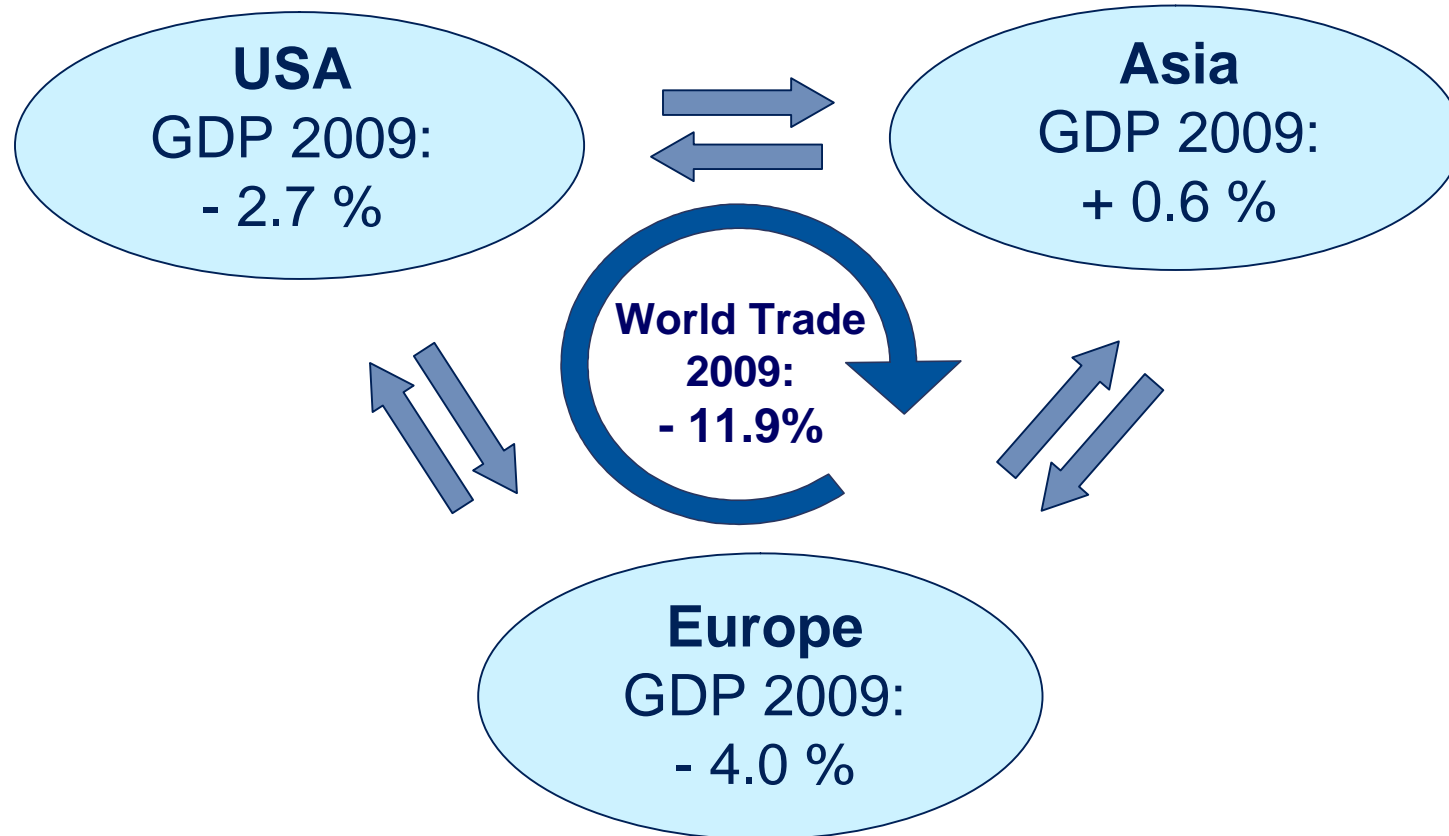 USA
GDP 2009:
- 2.7 %
Asia
GDP 2009:
+ 0.6 %
World Trade
2009:
- 11.9%
Europe
GDP 2009:
- 4.0 %